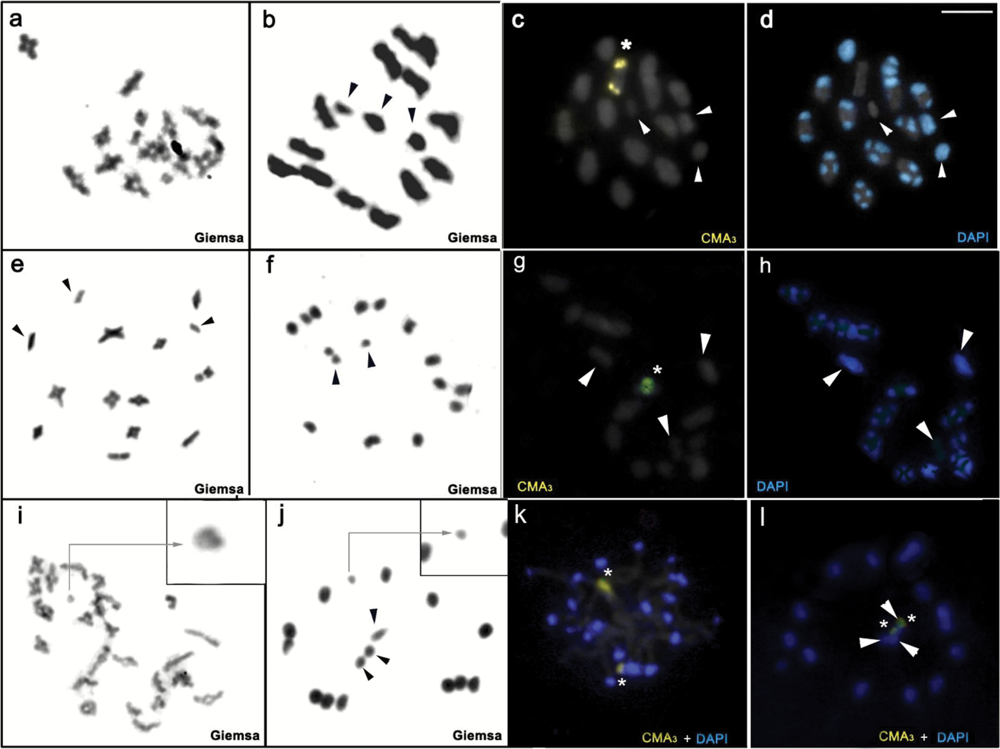 a
b
c
*
d
Giemsa
Giemsa
CMA3
DAPI
e
f
g
*
h
Giemsa
Giemsa
CMA3
DAPI
i
j
k
*
*
l
*
*
Giemsa
Giemsa
CMA3 + DAPI
CMA3 + DAPI